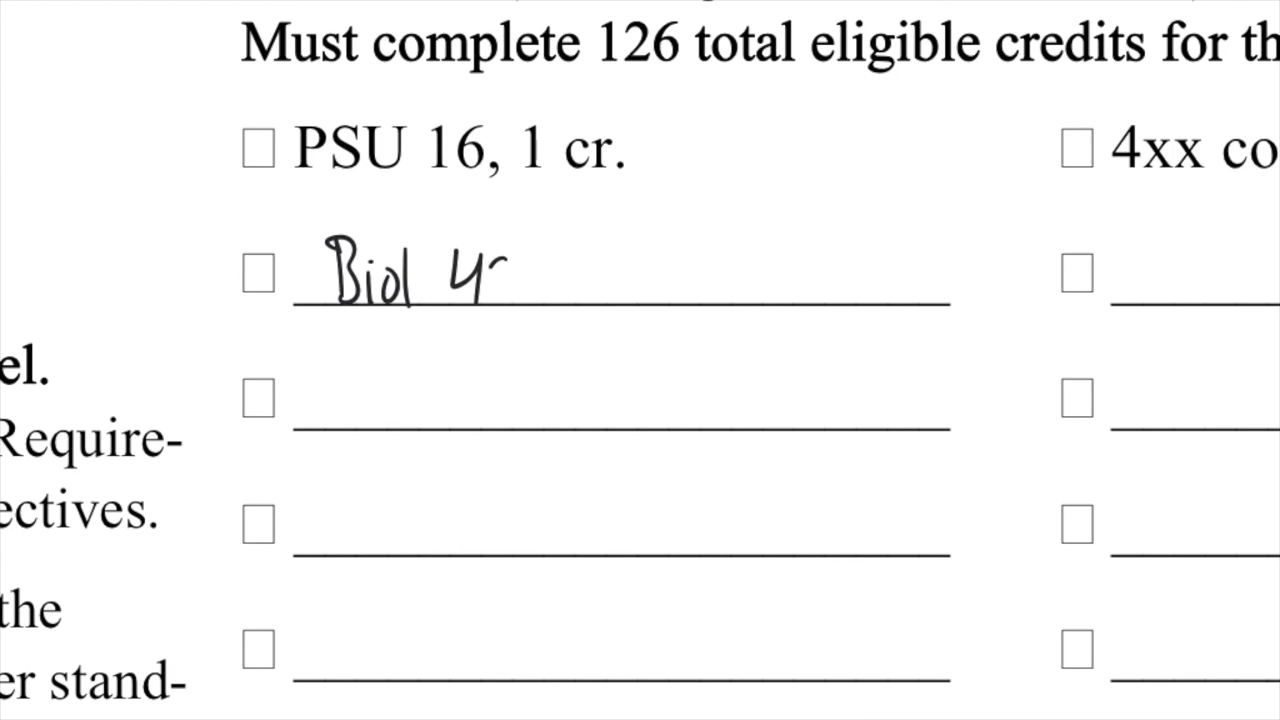 Must complete 126 total eligible credits for th
PSU 16, 1 cr.
4xx co
Biol 4
el.
Require-
ectives.
the
er stand-